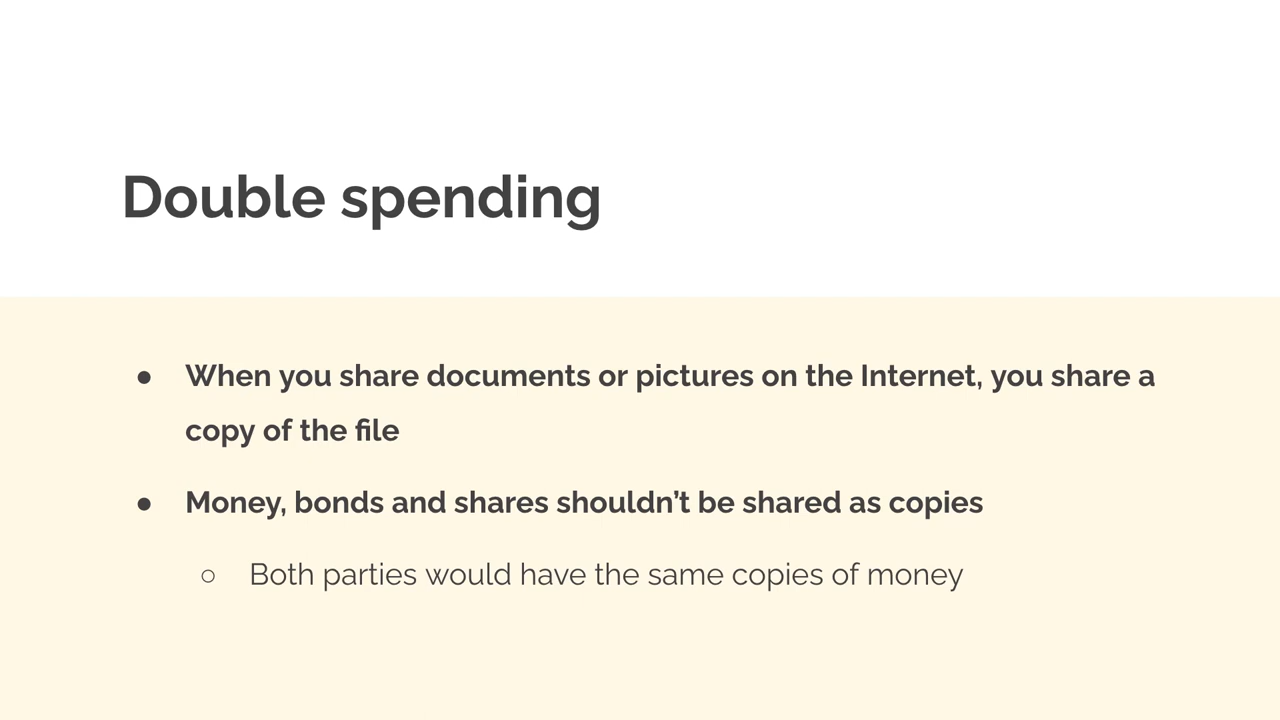 Double spending
● When you share documents or pictures on the Internet, you share a
copy of the file
● Money, bonds and shares shouldn’t be shared as copies
○ Both parties would have the same copies of money